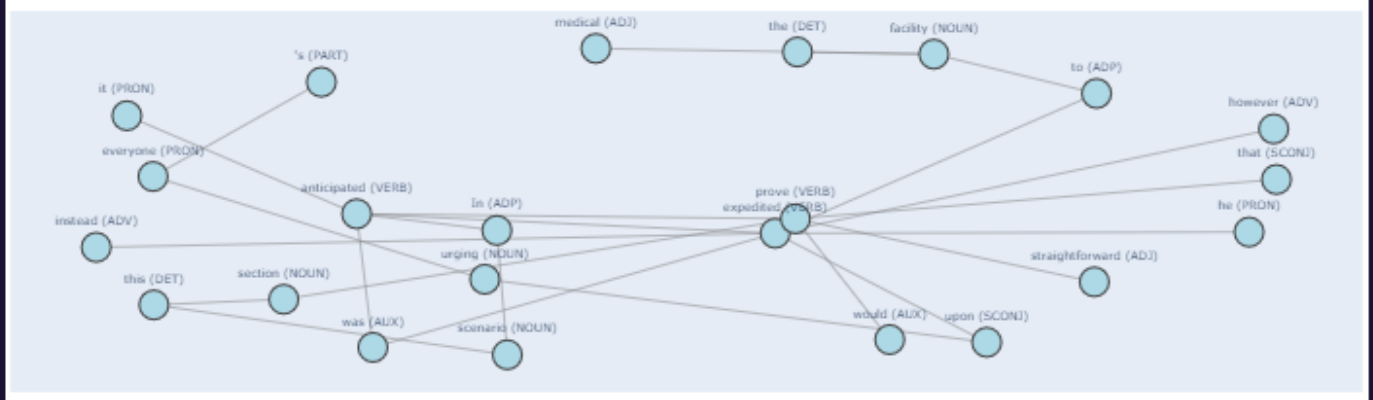 medical (ADJ)
the (DET)
facility (NOUN)
's (PART)
to (ADP)
it (PRON)
however (ADV)
everyone (PRON)
that (SCONJ)
anticipated (VERB)
prove (VERB)
In (ADP)
expedited (VERB)
he (PRON)
instead (ADV)
urging (NOUN)
straightforward (ADJ)
section (NOUN)
this (DET)
would (AUX)
upon (SCONJ)
was (AUX)
scenario (NOUN)